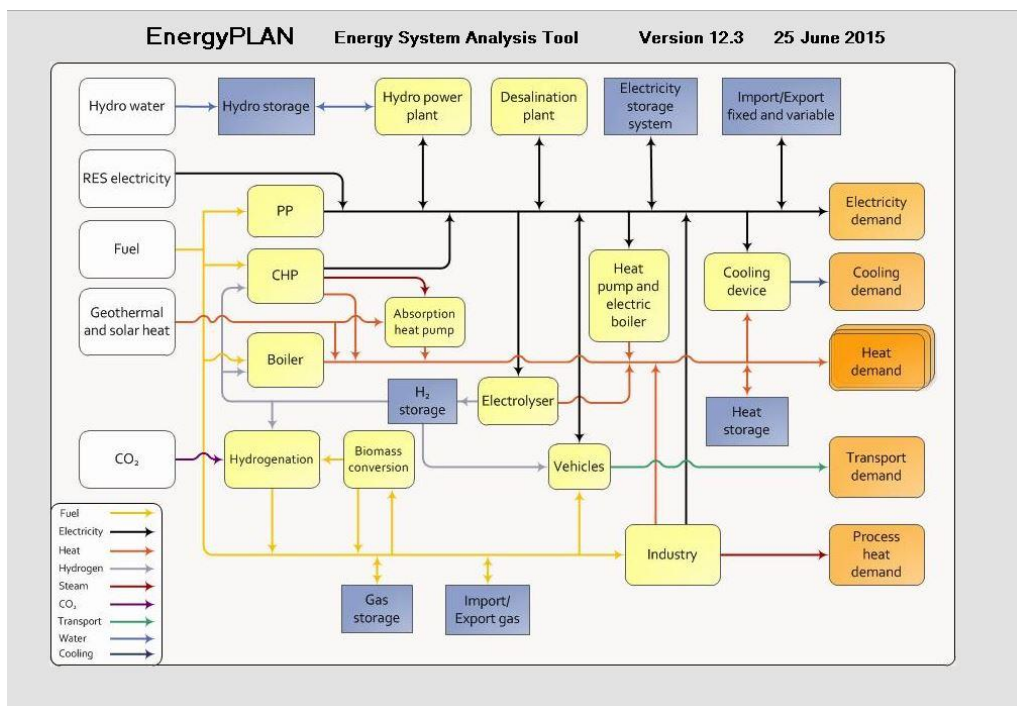 EnergyPLAN Energy System Analysis Tool Version 12.3 25 June 2015
Hydro water
Hydro storage
Hydro power
plant
Desalination
plant
Electricity
storage
system
Import/Export
fixed and variable
RES electricity
PP
Electricity
demand
Fuel
CHP
Heat
pump and
electric
boiler
Cooling
device
Cooling
demand
Geothermal
and solar heat
Absorption
heat pump
Boiler
Heat
demand
H₂
storage
Electrolyser
Heat
storage
CO₂
Hydrogenation
Biomass
conversion
Vehicles
Transport
demand
Industry
Process
heat
demand
Gas
storage
Import/
Export gas
Fuel
Electricity
Heat
Hydrogen
Steam
CO₂
Transport
Water
Cooling